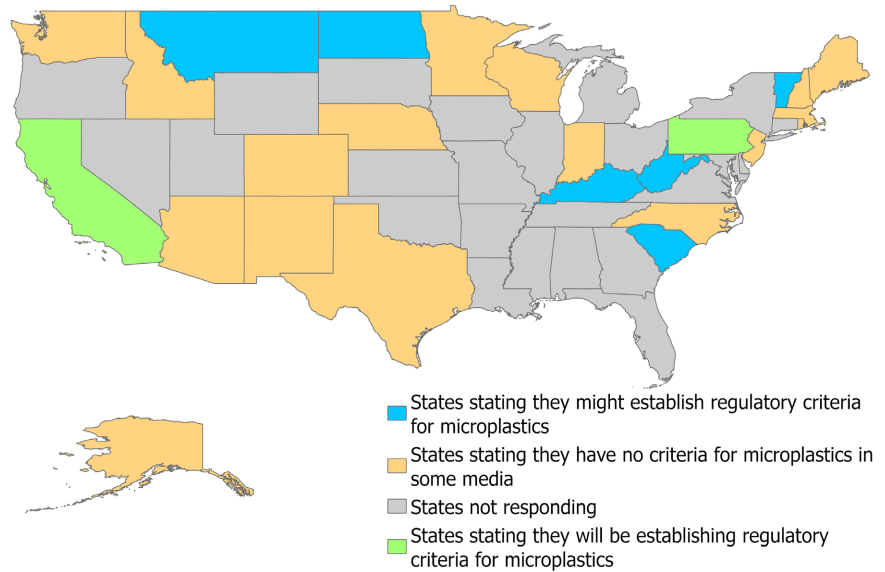 States stating they might establish regulatory criteria
for microplastics
States stating they have no criteria for microplastics in
some media
States not responding
States stating they will be establishing regulatory
criteria for microplastics